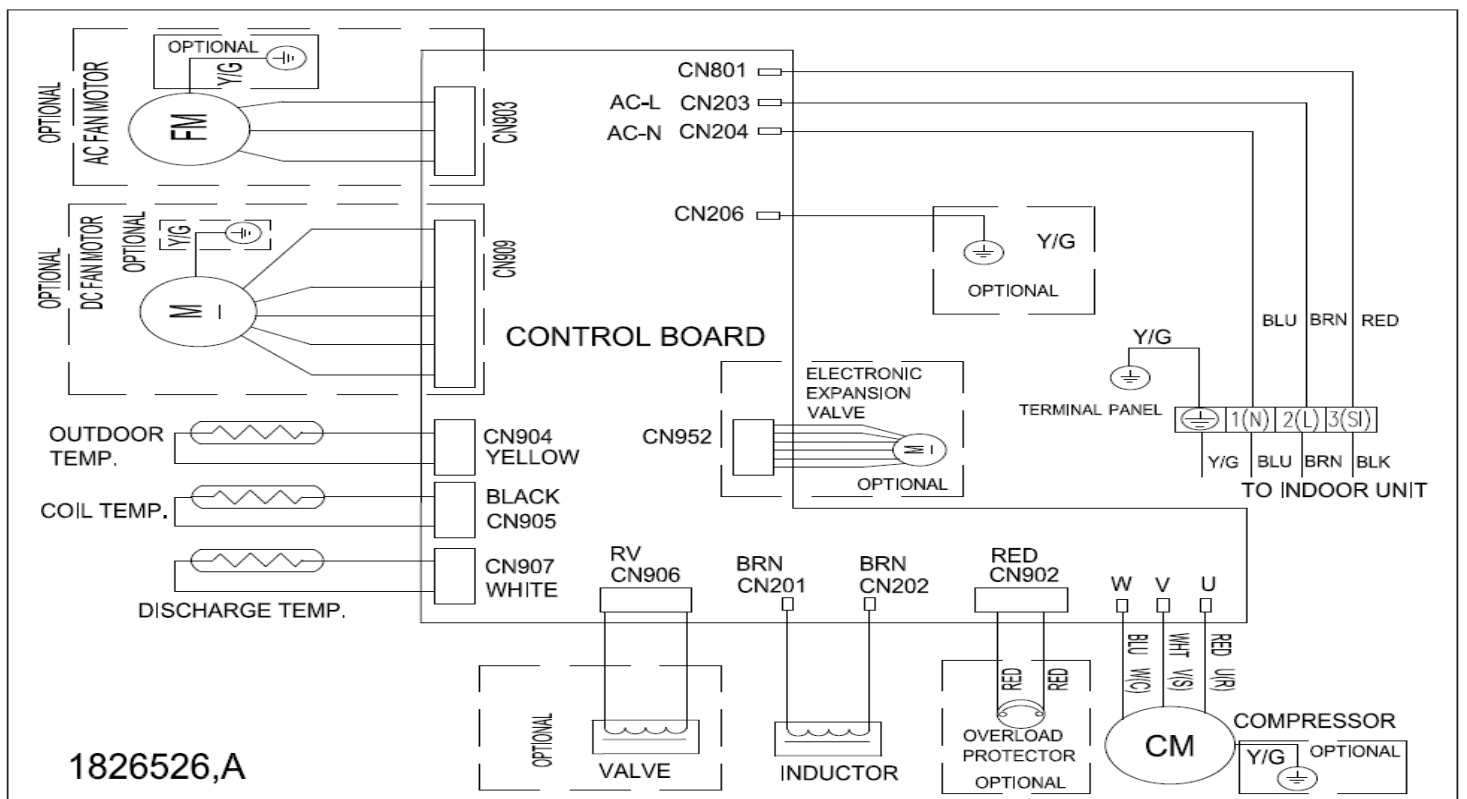 OPTIONAL
Y/G
OPTIONAL
AC FAN MOTOR
FM
CN903
CN801
AC-L CN203
AC-N CN204
CN206
Y/G
OPTIONAL
OPTIONAL
DC FAN MOTOR
OPTIONAL
Y/G
M
CN909
CONTROL BOARD
BLU BRN RED
Y/G
TERMINAL PANEL
1(N) 2(L) 3(SI)
Y/G BLU BRN BLK
TO INDOOR UNIT
ELECTRONIC
EXPANSION
VALVE
CN952
M
OPTIONAL
OUTDOOR
TEMP.
CN904
YELLOW
COIL TEMP.
BLACK
CN905
CN907
WHITE
DISCHARGE TEMP.
RV
CN906
BRN
CN201
BRN
CN202
RED
CN902
W V U
BLU W(C)
WHT V(S)
RED U(R)
OPTIONAL
VALVE
INDUCTOR
RED RED
OVERLOAD
PROTECTOR
OPTIONAL
CM
COMPRESSOR
Y/G OPTIONAL
1826526,A